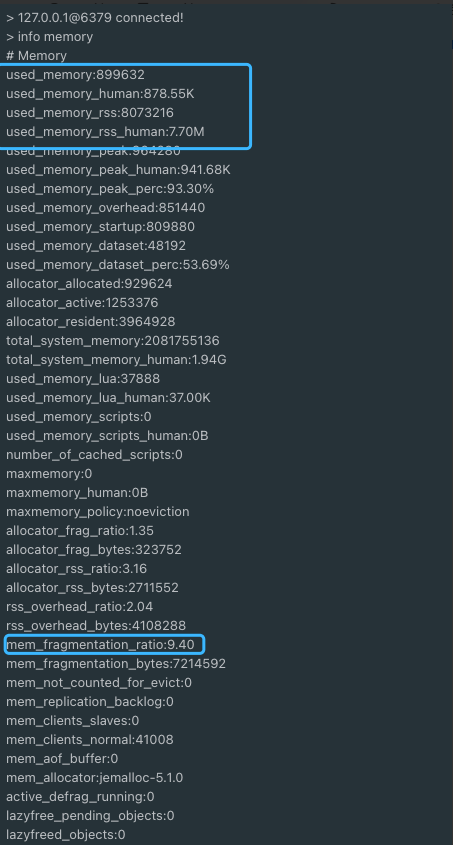 > 127.0.0.1@6379 connected!
> info memory
# Memory
used_memory:899632
used_memory_human:878.55K
used_memory_rss:8073216
used_memory_rss_human:7.70M
used_memory_peak:964280
used_memory_peak_human:941.68K
used_memory_peak_perc:93.30%
used_memory_overhead:851440
used_memory_startup:809880
used_memory_dataset:48192
used_memory_dataset_perc:53.69%
allocator_allocated:929624
allocator_active:1253376
allocator_resident:3964928
total_system_memory:2081755136
total_system_memory_human:1.94G
used_memory_lua:37888
used_memory_lua_human:37.00K
used_memory_scripts:0
used_memory_scripts_human:0B
number_of_cached_scripts:0
maxmemory:0
maxmemory_human:0B
maxmemory_policy:noeviction
allocator_frag_ratio:1.35
allocator_frag_bytes:323752
allocator_rss_ratio:3.16
allocator_rss_bytes:2711552
rss_overhead_ratio:2.04
rss_overhead_bytes:4108288
mem_fragmentation_ratio:9.40
mem_fragmentation_bytes:7214592
mem_not_counted_for_evict:0
mem_replication_backlog:0
mem_clients_slaves:0
mem_clients_normal:41008
mem_aof_buffer:0
mem_allocator:jemalloc-5.1.0
active_defrag_running:0
lazyfree_pending_objects:0
lazyfreed_objects:0